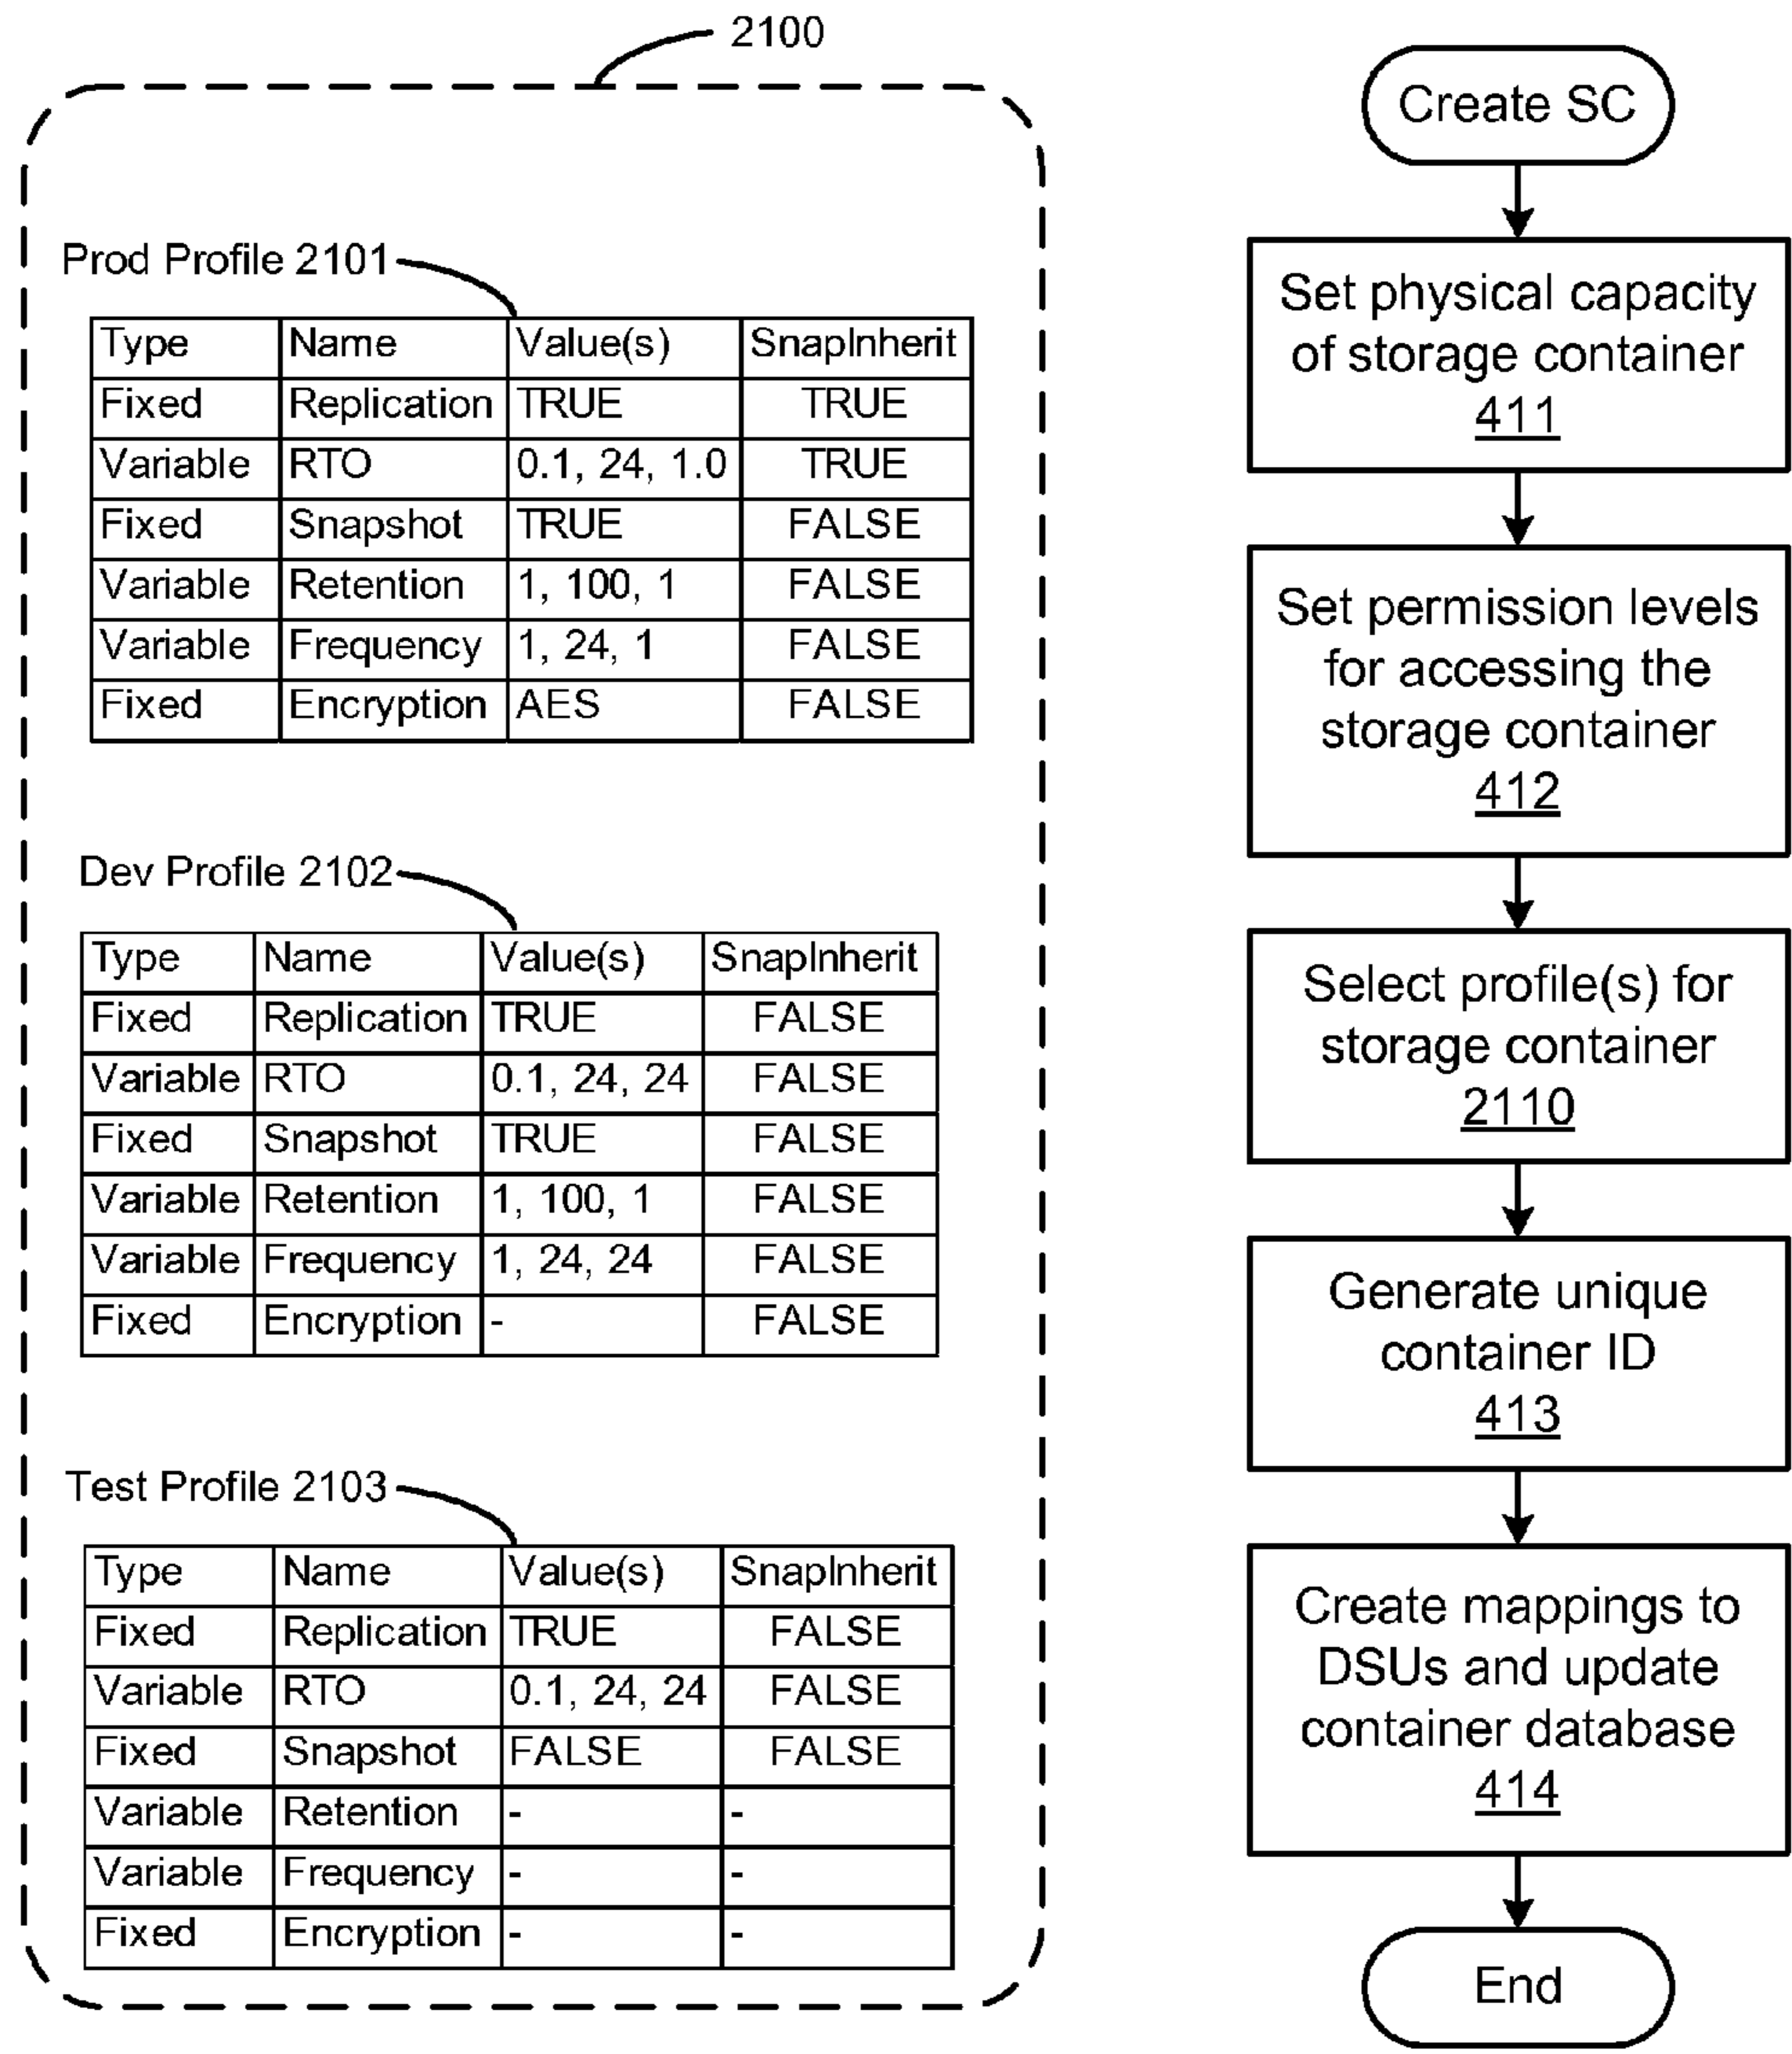 2100
Prod Profile 2101
Type Name Value(s) SnapInherit
Fixed Replication TRUE TRUE
Variable RTO 0.1, 24, 1.0 TRUE
Fixed Snapshot TRUE FALSE
Variable Retention 1, 100, 1 FALSE
Variable Frequency 1, 24, 1 FALSE
Fixed Encryption AES FALSE
Dev Profile 2102
Type Name Value(s) SnapInherit
Fixed Replication TRUE FALSE
Variable RTO 0.1, 24, 24 FALSE
Fixed Snapshot TRUE FALSE
Variable Retention 1, 100, 1 FALSE
Variable Frequency 1, 24, 24 FALSE
Fixed Encryption - FALSE
Test Profile 2103
Type Name Value(s) SnapInherit
Fixed Replication TRUE FALSE
Variable RTO 0.1, 24, 24 FALSE
Fixed Snapshot FALSE FALSE
Variable Retention - -
Variable Frequency - -
Fixed Encryption - -
Create SC
Set physical capacity
of storage container
411
Set permission levels
for accessing the
storage container
412
Select profile(s) for
storage container
2110
Generate unique
container ID
413
Create mappings to
DSUs and update
container database
414
End